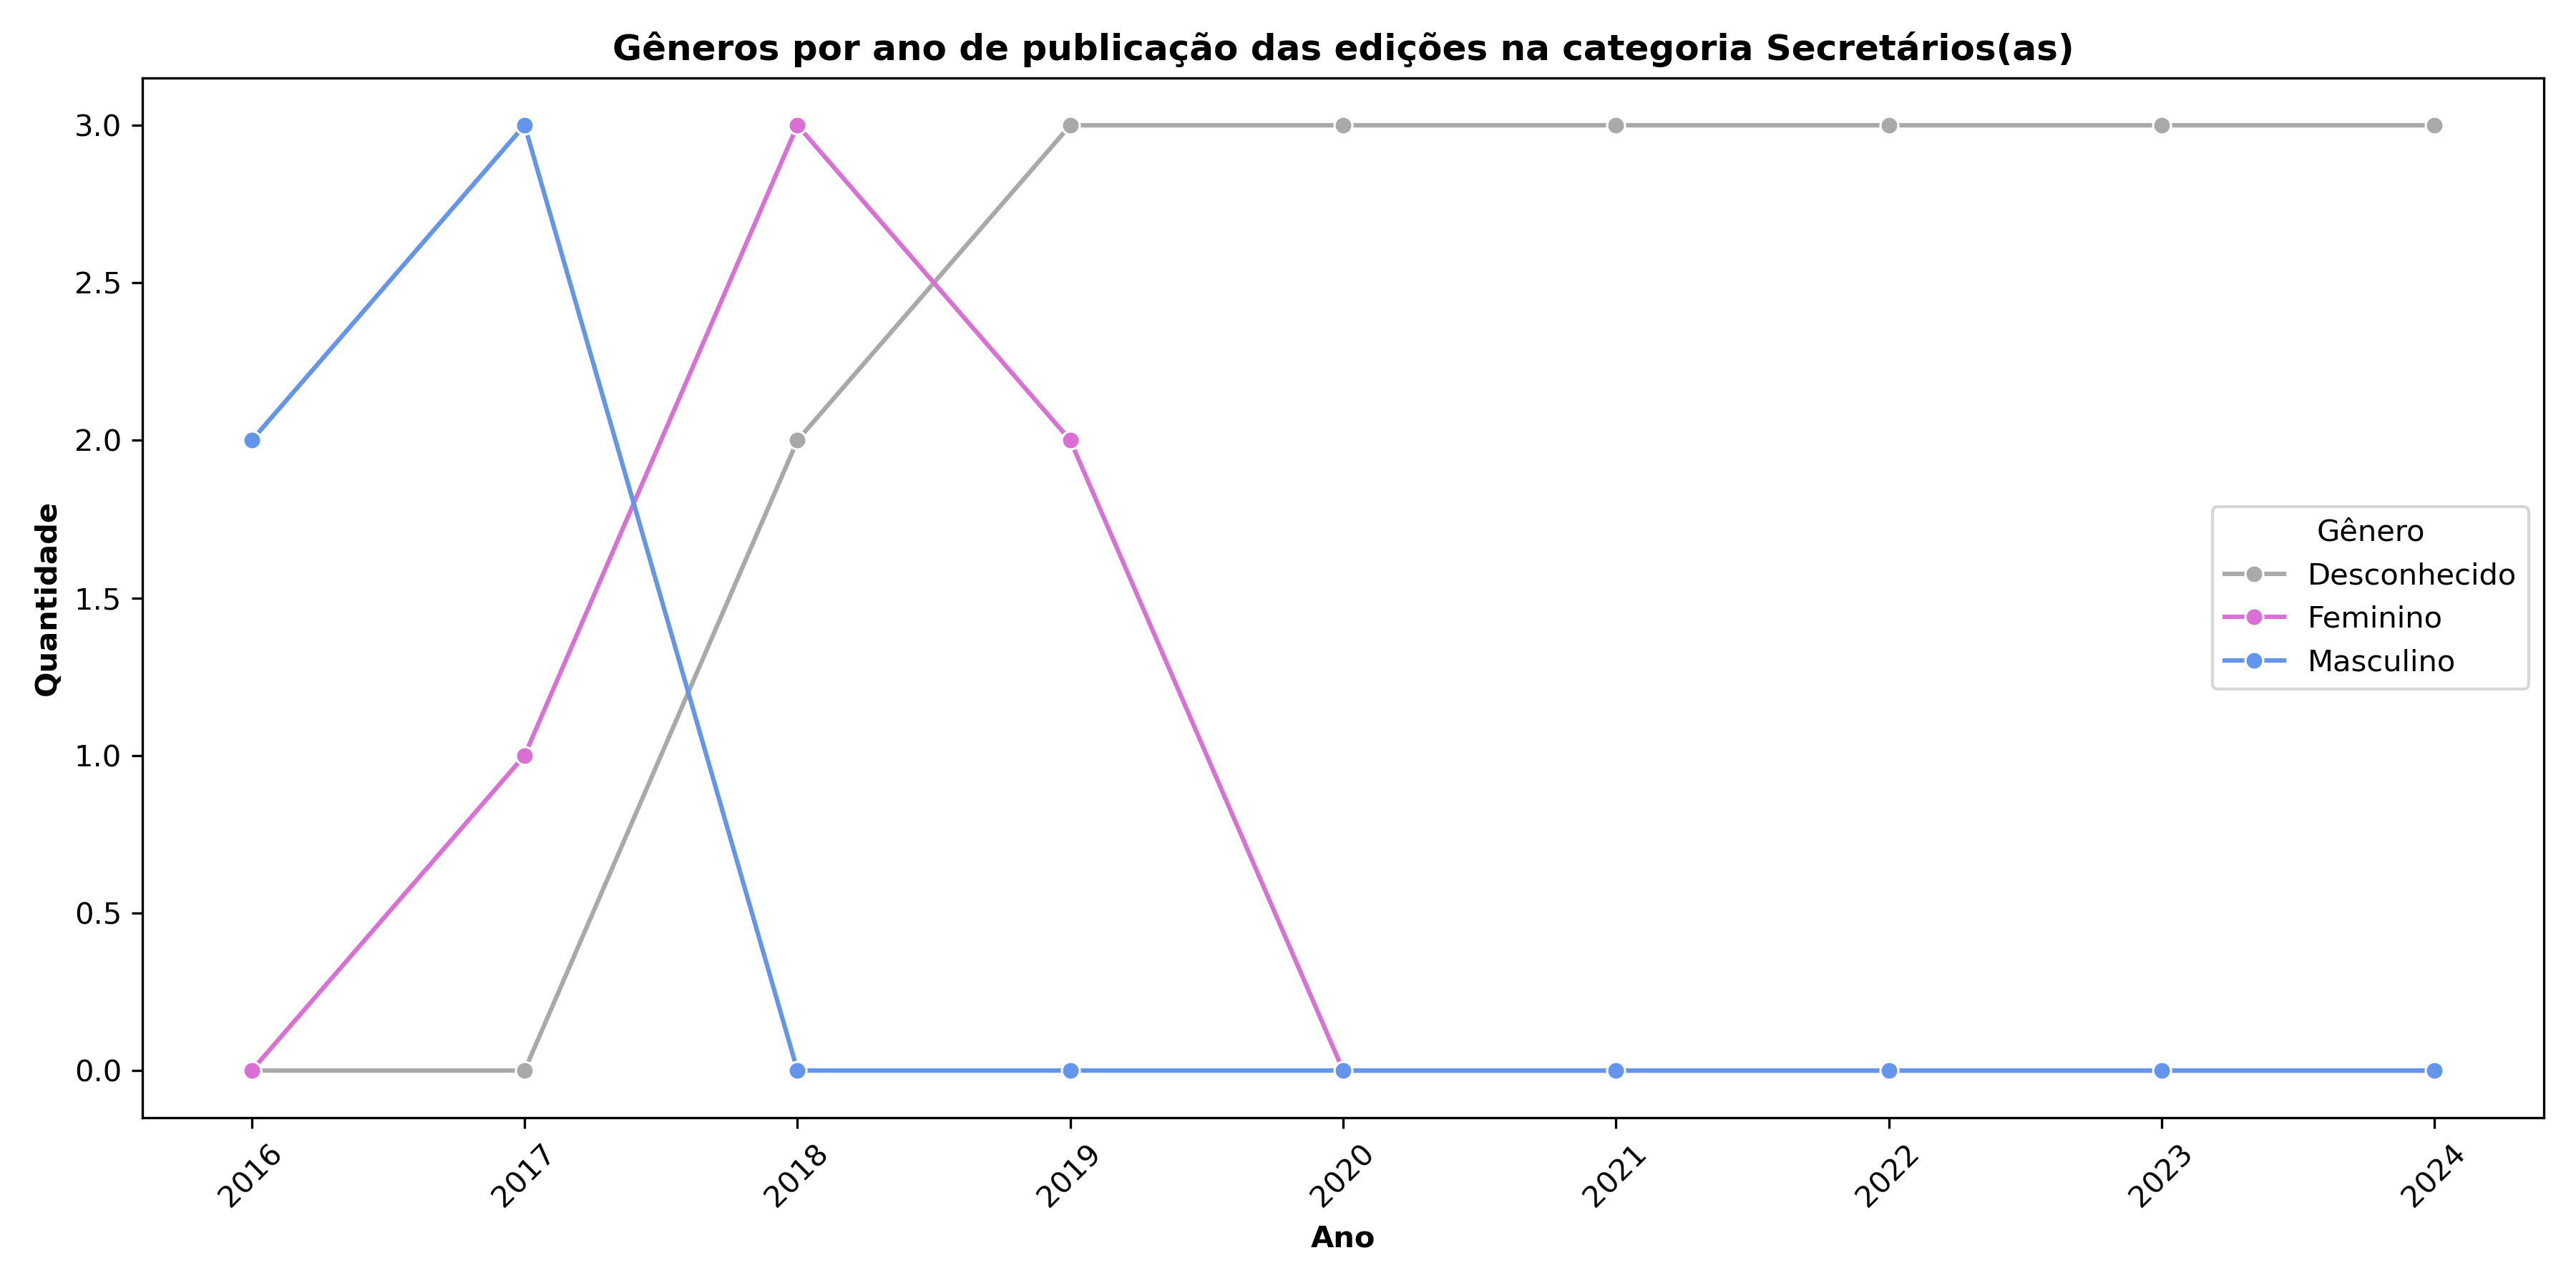 Gêneros por ano de publicação das edições na categoria Secretários(as)
3.0
2.5
2.0
1.5
1.0
0.5
0.0
Quantidade
Gênero
Desconhecido
Feminino
Masculino
2016
2017
2018
2019
2020
2021
2022
2023
2024
Ano